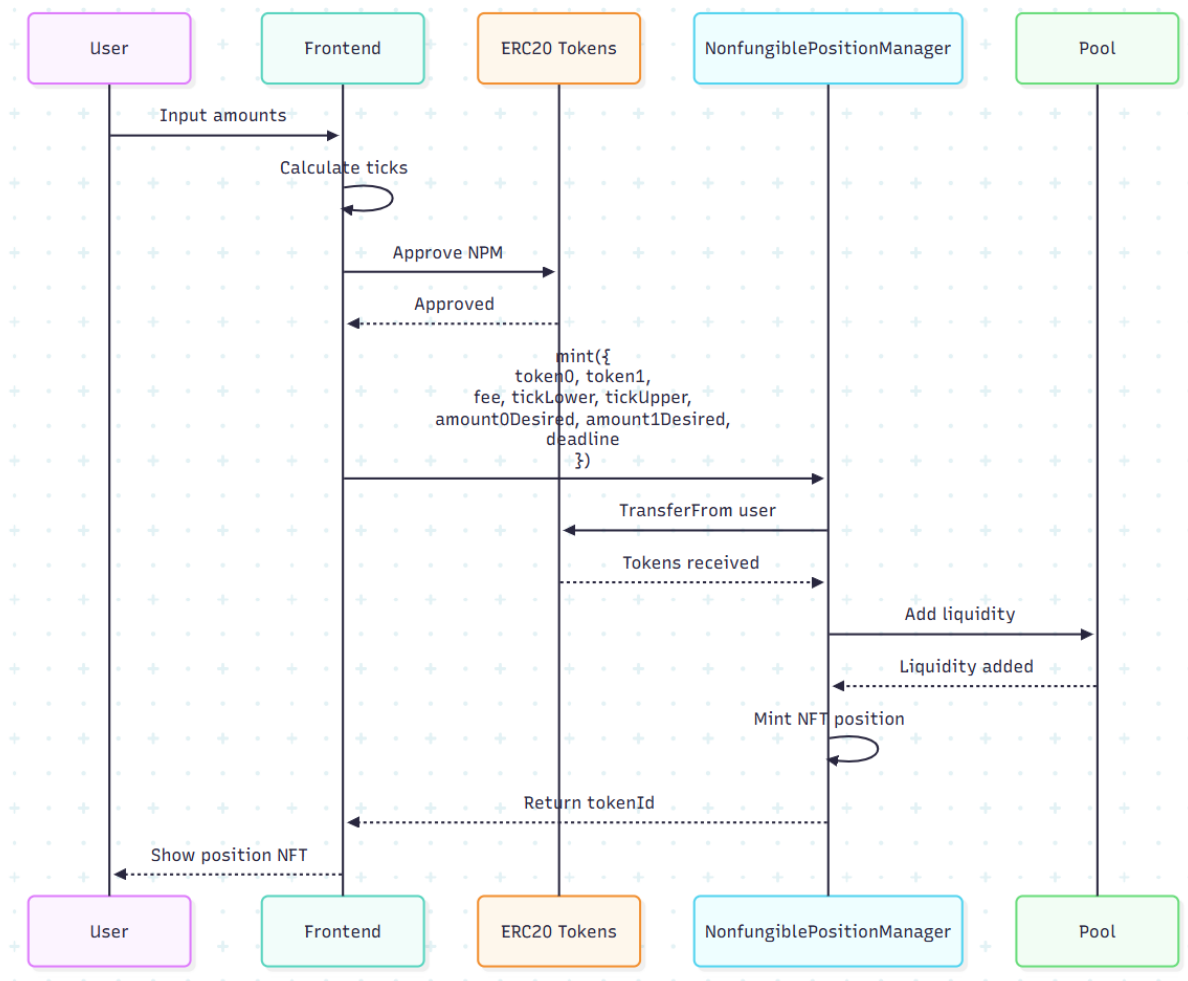 User
Frontend
ERC20 Tokens
NonfungiblePositionManager
Pool
Input amounts
Calculate ticks
Approve NPM
Approved
mint({
token0, token1,
fee, tickLower, tickUpper,
amount0Desired, amount1Desired,
deadline
})
TransferFrom user
Tokens received
Add liquidity
Liquidity added
Mint NFT position
Return tokenId
Show position NFT
User
Frontend
ERC20 Tokens
NonfungiblePositionManager
Pool